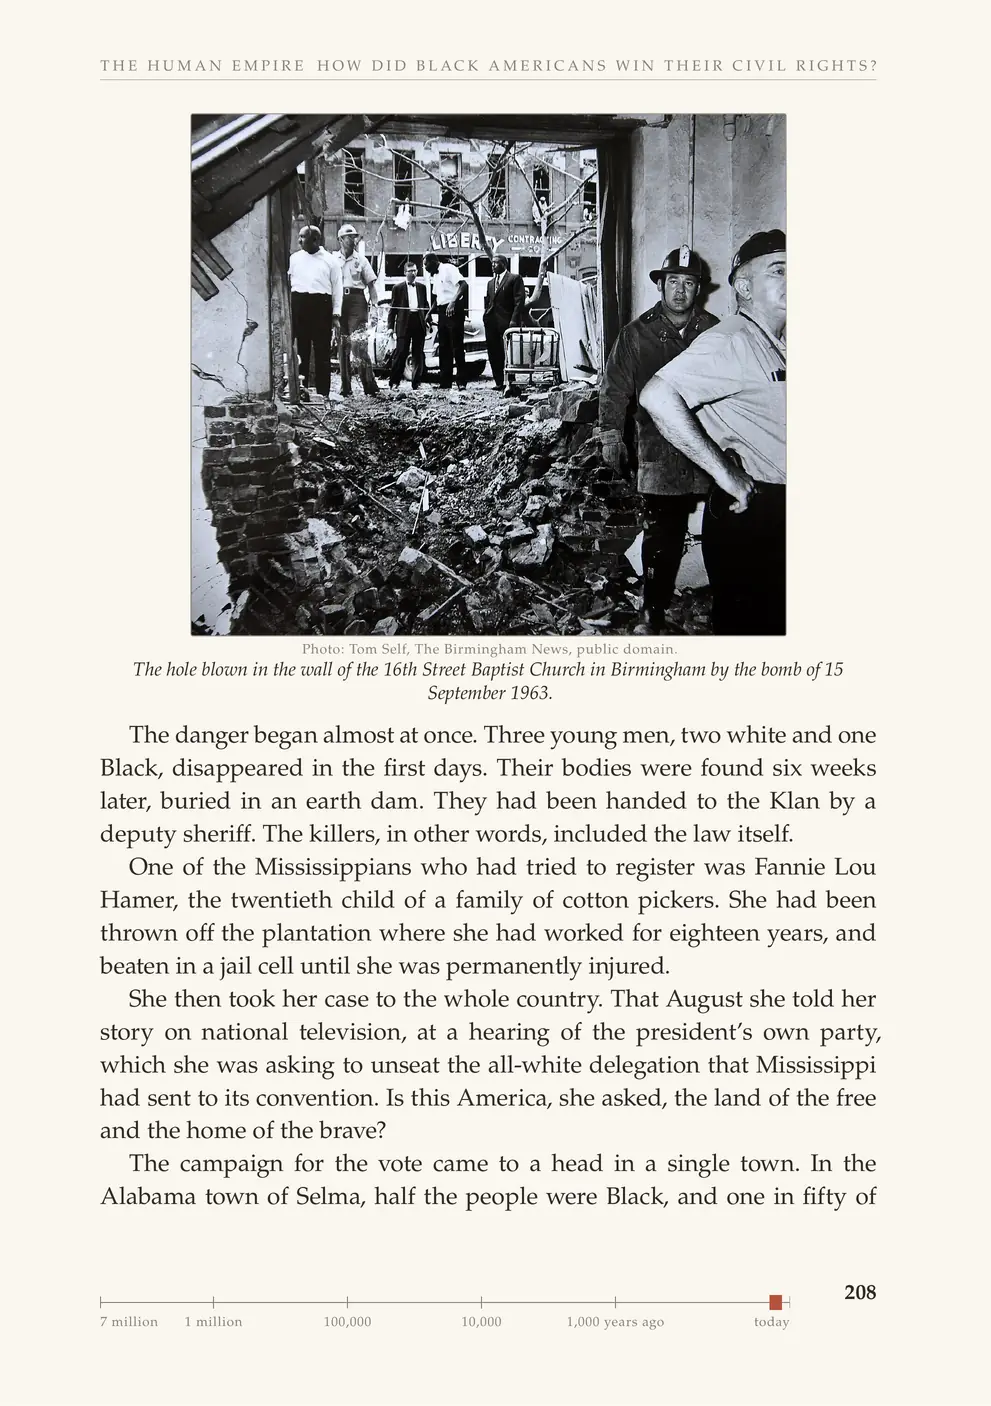 THE HUMAN EMPIRE HOW DID BLACK AMERICANS WIN THEIR CIVIL RIGHTS?
LIBERTY CONTRACTING
CO.
Photo: Tom Self, The Birmingham News, public domain.
The hole blown in the wall of the 16th Street Baptist Church in Birmingham by the bomb of 15
September 1963.
The danger began almost at once. Three young men, two white and one
Black, disappeared in the first days. Their bodies were found six weeks
later, buried in an earth dam. They had been handed to the Klan by a
deputy sheriff. The killers, in other words, included the law itself.
One of the Mississippians who had tried to register was Fannie Lou
Hamer, the twentieth child of a family of cotton pickers. She had been
thrown off the plantation where she had worked for eighteen years, and
beaten in a jail cell until she was permanently injured.
She then took her case to the whole country. That August she told her
story on national television, at a hearing of the president’s own party,
which she was asking to unseat the all-white delegation that Mississippi
had sent to its convention. Is this America, she asked, the land of the free
and the home of the brave?
The campaign for the vote came to a head in a single town. In the
Alabama town of Selma, half the people were Black, and one in fifty of
208
7 million 1 million 100,000 10,000 1,000 years ago today